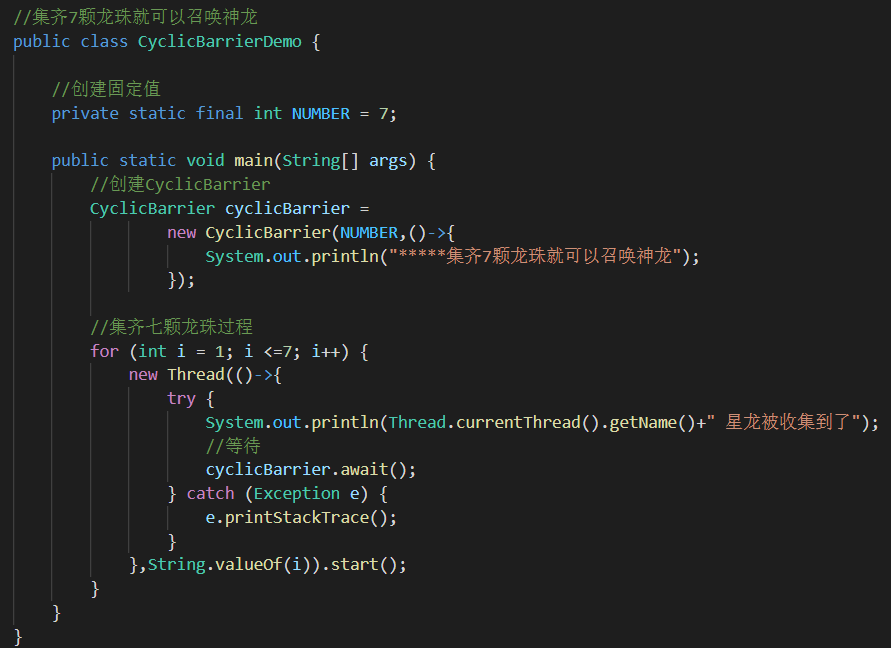 //集齐7颗龙珠就可以召唤神龙
public class CyclicBarrierDemo {
//创建固定值
private static final int NUMBER = 7;
public static void main(String[] args) {
//创建CyclicBarrier
CyclicBarrier cyclicBarrier =
new CyclicBarrier(NUMBER,()->{
System.out.println("*****集齐7颗龙珠就可以召唤神龙");
});
//集齐七颗龙珠过程
for (int i = 1; i <=7; i++) {
new Thread(()->{
try {
System.out.println(Thread.currentThread().getName()+" 星龙被收集到了");
//等待
cyclicBarrier.await();
} catch (Exception e) {
e.printStackTrace();
}
},String.valueOf(i)).start();
}
}
}